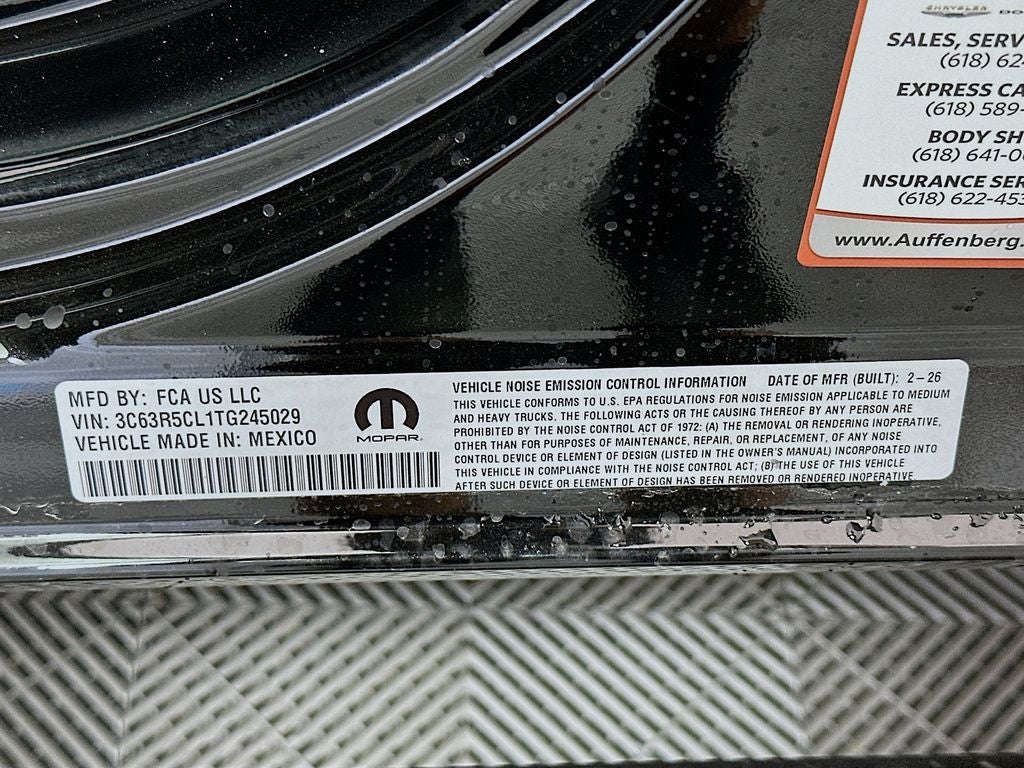 CHRYSLER DO
SALES, SERV
(618) 624
EXPRESS CA
(618) 589-
BODY SH
(618) 641-0
INSURANCE SER
(618) 622-453
www.Auffenberg.
MFD BY: FCA US LLC
VIN: 3C63R5CL1TG245029
VEHICLE MADE IN: MEXICO
MOPAR
VEHICLE NOISE EMISSION CONTROL INFORMATION DATE OF MFR (BUILT): 2-26
THIS VEHICLE CONFORMS TO U.S. EPA REGULATIONS FOR NOISE EMISSION APPLICABLE TO MEDIUM
AND HEAVY TRUCKS. THE FOLLOWING ACTS OR THE CAUSING THEREOF BY ANY PERSON ARE
PROHIBITED BY THE NOISE CONTROL ACT OF 1972: (A) THE REMOVAL OR RENDERING INOPERATIVE,
OTHER THAN FOR PURPOSES OF MAINTENANCE, REPAIR, OR REPLACEMENT, OF ANY NOISE
CONTROL DEVICE OR ELEMENT OF DESIGN (LISTED IN THE OWNER'S MANUAL) INCORPORATED INTO
THIS VEHICLE IN COMPLIANCE WITH THE NOISE CONTROL ACT; (B) THE USE OF THIS VEHICLE
AFTER SUCH DEVICE OR ELEMENT OF DESIGN HAS BEEN REMOVED OR RENDERED INOPERATIVE.